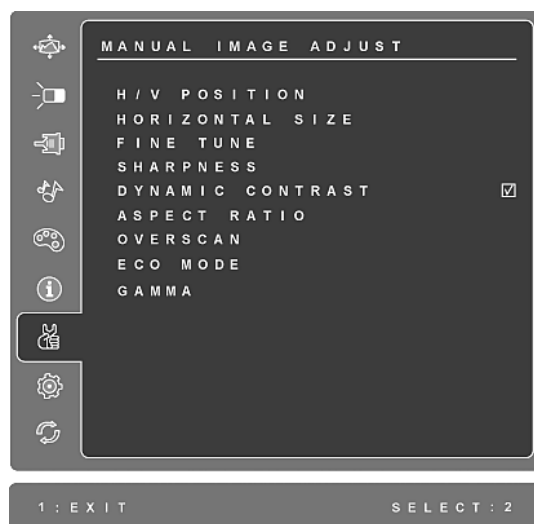 MANUAL IMAGE ADJUST
H/V POSITION
HORIZONTAL SIZE
FINE TUNE
SHARPNESS
DYNAMIC CONTRAST
ASPECT RATIO
OVERSCAN
ECO MODE
GAMMA
1:EXIT SELECT:2